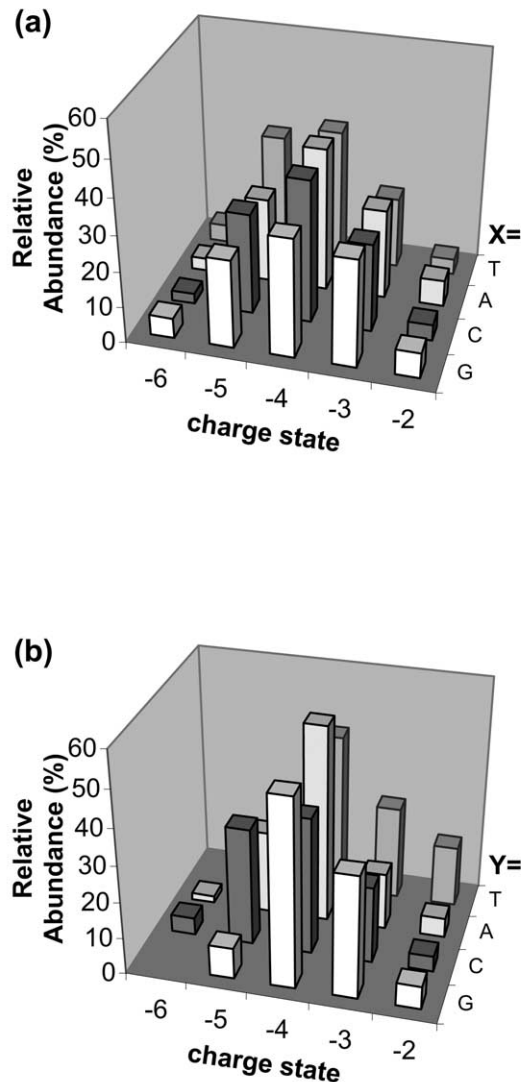 (a)
Relative
Abundance (%)
60
50
40
30
20
10
0
-6
-5
-4
-3
-2
charge state
X=
T
A
C
G
(b)
Relative
Abundance (%)
60
50
40
30
20
10
0
-6
-5
-4
-3
-2
charge state
Y=
T
A
C
G